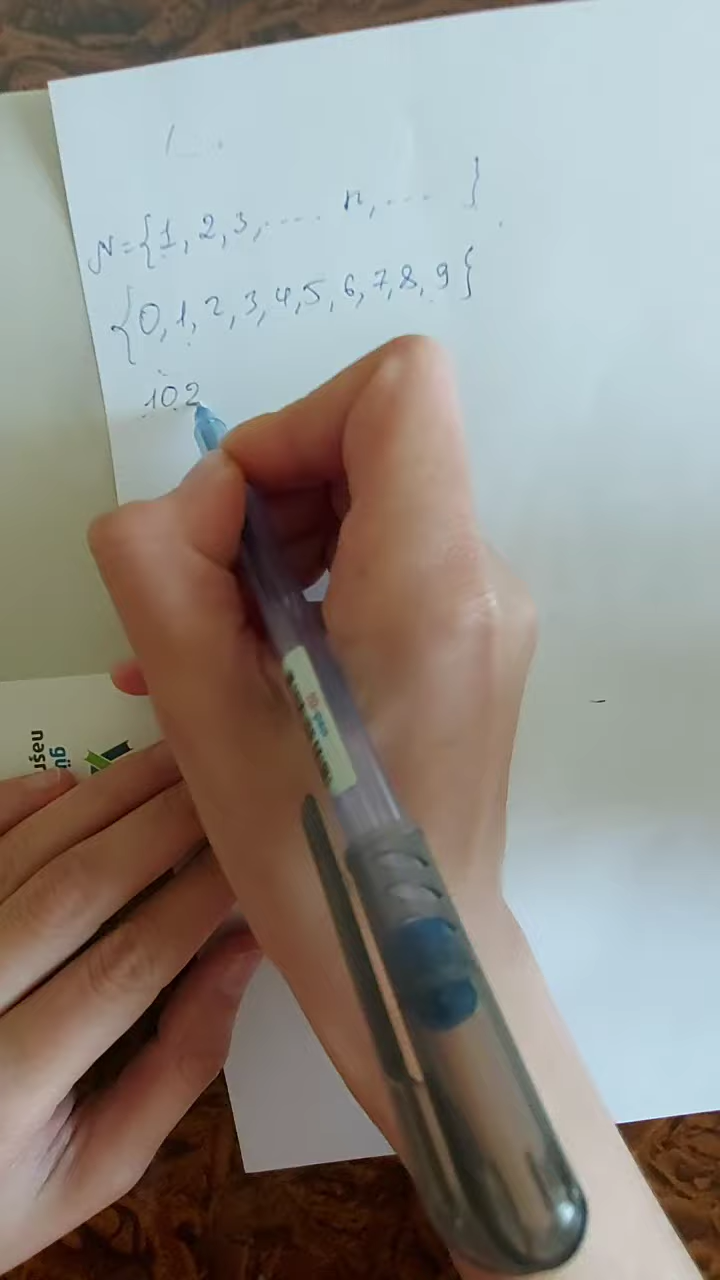 N={1, 2, 3, .... n, ... }
{0, 1, 2, 3, 4, 5, 6, 7, 8, 9}
102